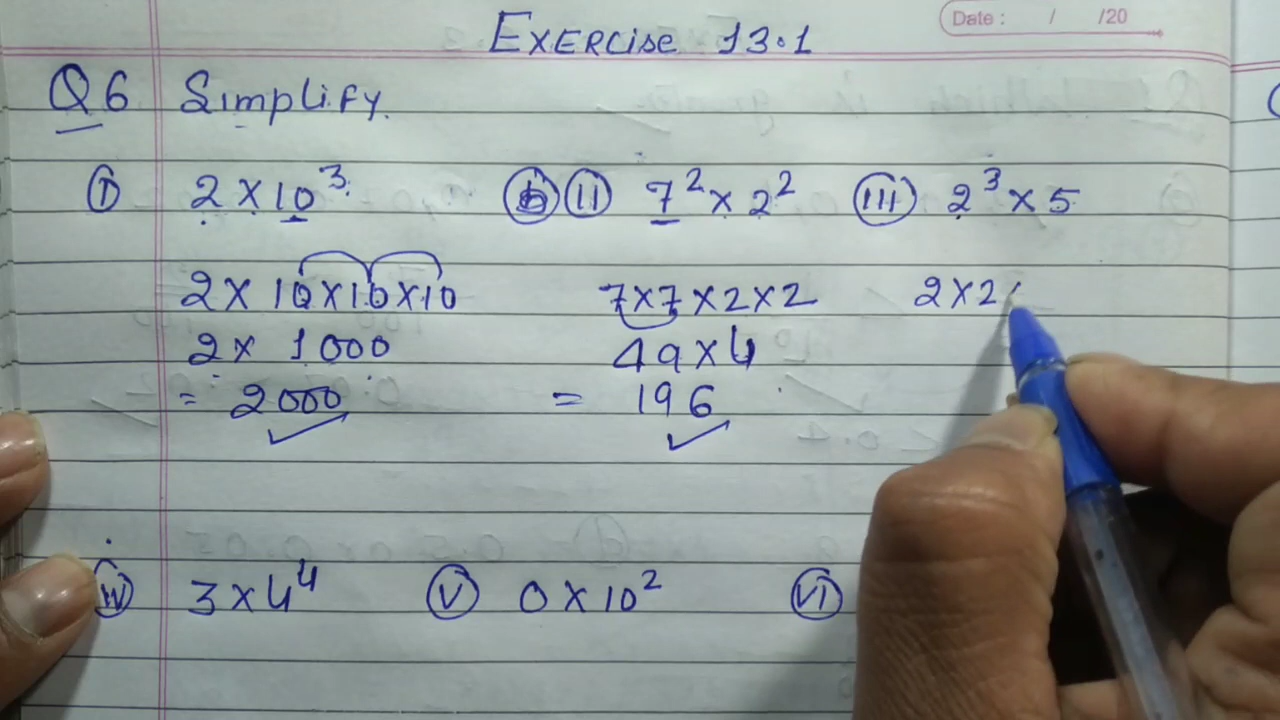 Exercise 13.1
Date : / /20
Q6 Simplify.
(i) 2 × 10³ (ii) 7² × 2² (iii) 2³ × 5
2 × 10 × 10 × 10 7 × 7 × 2 × 2 2 × 2
2 × 1000 49 × 4
= 2000 = 196
(iv) 3 × 4⁴ (v) 0 × 10² (vi)